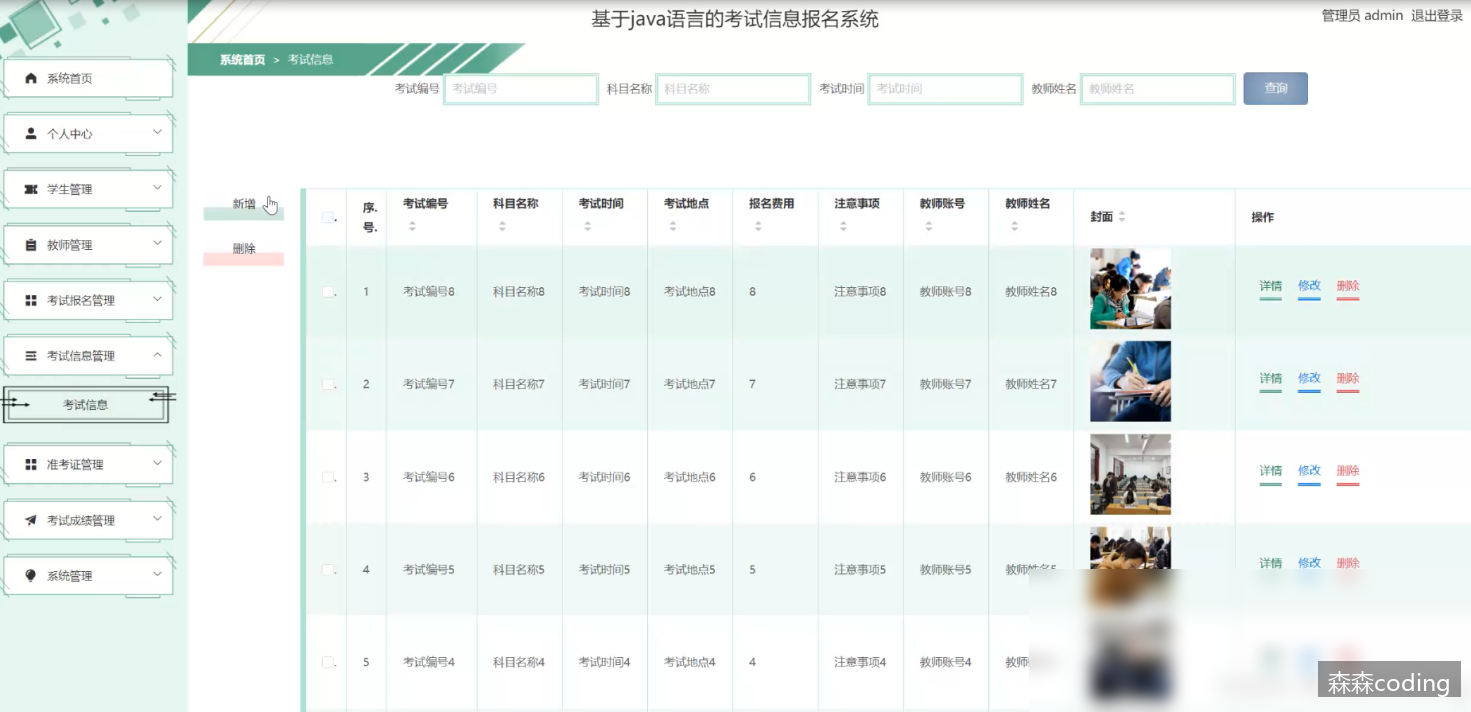 基于java语言的考试信息报名系统
管理员 admin 退出登录
系统首页 > 考试信息
考试编号 考试编号 科目名称 科目名称 考试时间 考试时间 教师姓名 教师姓名 查询
系统首页
个人中心
学生管理
教师管理
考试报名管理
考试信息管理
考试信息
准考证管理
考试成绩管理
系统管理
新增
删除
序. 号. 考试编号 科目名称 考试时间 考试地点 报名费用 注意事项 教师账号 教师姓名 封面 操作
1 考试编号8 科目名称8 考试时间8 考试地点8 8 注意事项8 教师账号8 教师姓名8 详情 修改 删除
2 考试编号7 科目名称7 考试时间7 考试地点7 7 注意事项7 教师账号7 教师姓名7 详情 修改 删除
3 考试编号6 科目名称6 考试时间6 考试地点6 6 注意事项6 教师账号6 教师姓名6 详情 修改 删除
4 考试编号5 科目名称5 考试时间5 考试地点5 5 注意事项5 教师账号5 教师姓名5 详情 修改 删除
5 考试编号4 科目名称4 考试时间4 考试地点4 4 注意事项4 教师账号4 教师
森森coding